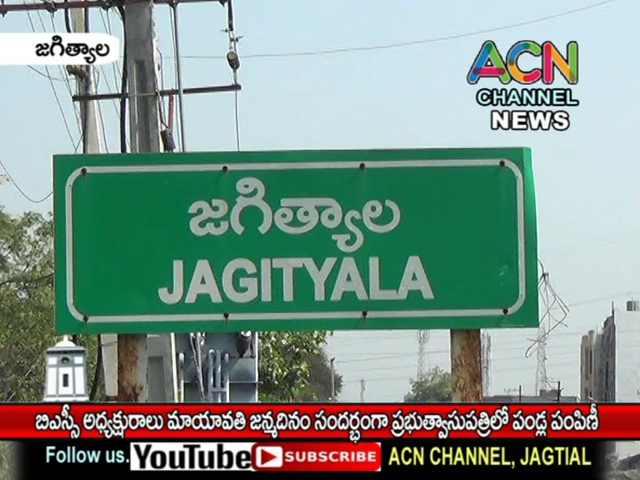 జగిత్యాల
ACN
CHANNEL
NEWS
జగిత్యాల
JAGITYALA
బిఎస్పీ అధ్యక్షురాలు మాయావతి జన్మదినం సందర్భంగా ప్రభుత్వాసుపత్రిలో పండ్ల పంపిణీ
Follow us. YouTube SUBSCRIBE ACN CHANNEL, JAGTIAL